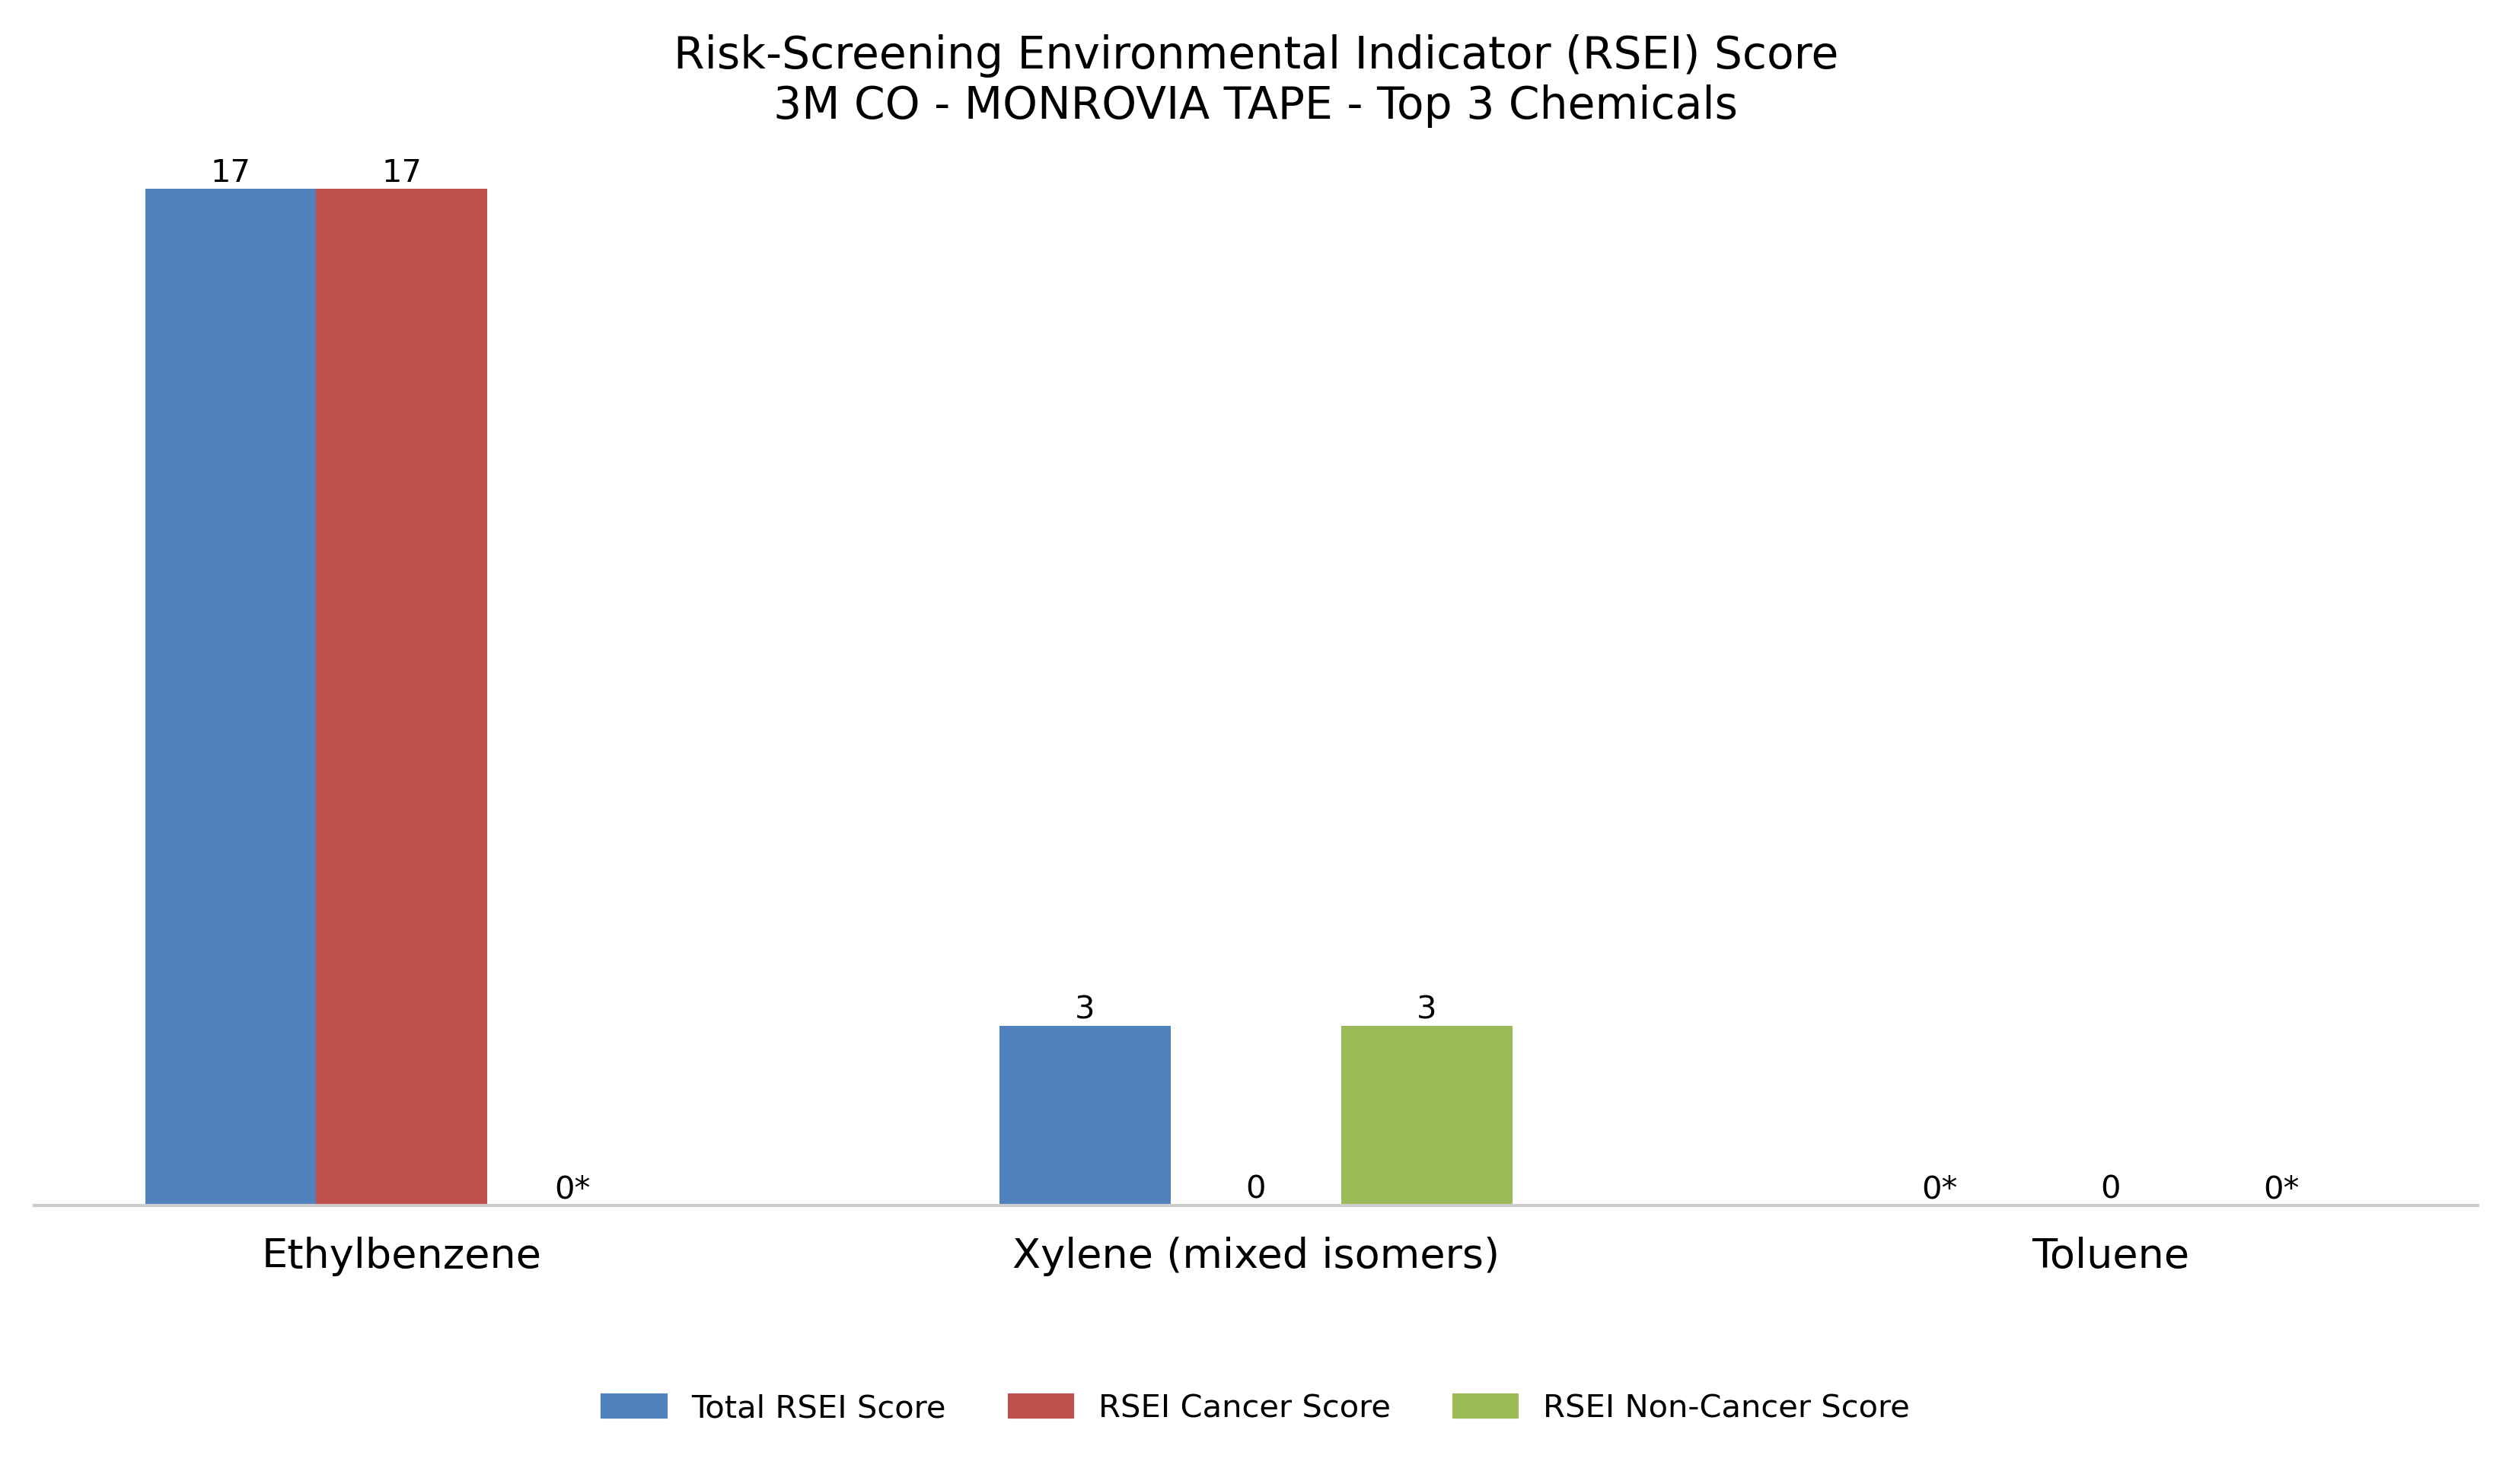 Risk-Screening Environmental Indicator (RSEI) Score
3M CO - MONROVIA TAPE - Top 3 Chemicals
17 17
3 3
0* 0 0* 0 0*
Ethylbenzene Xylene (mixed isomers) Toluene
Total RSEI Score RSEI Cancer Score RSEI Non-Cancer Score